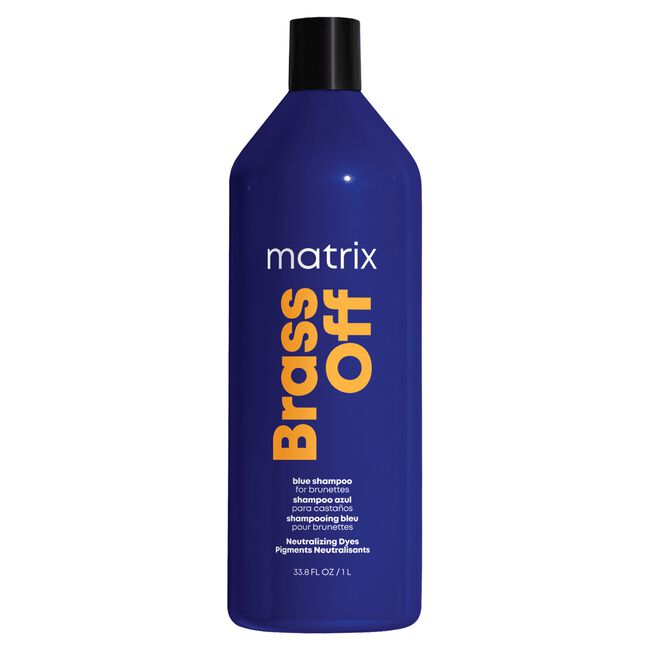 matrix
Brass
Off
blue shampoo
for brunettes
shampoo azul
para castaños
shampooing bleu
pour brunettes
Neutralizing Dyes
Pigments Neutralisants
33.8 FL OZ / 1 L